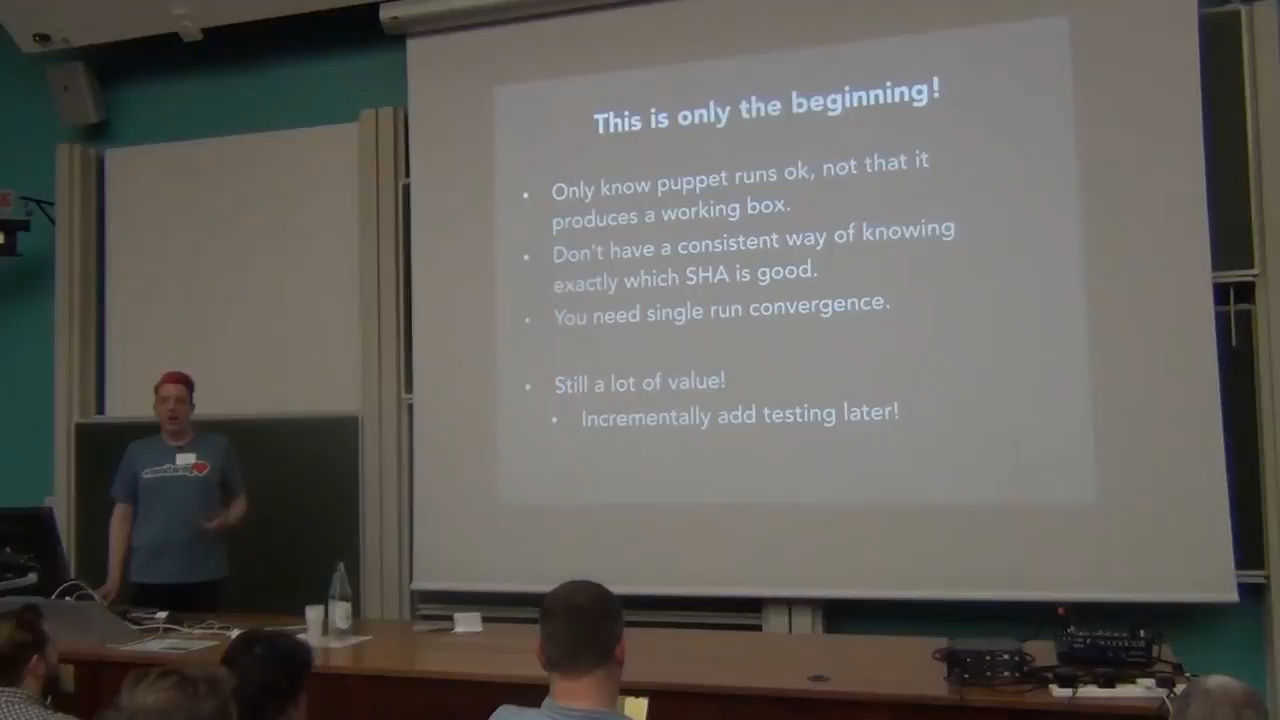 This is only the beginning!
• Only know puppet runs ok, not that it
produces a working box.
• Don't have a consistent way of knowing
exactly which SHA is good.
• You need single run convergence.
• Still a lot of value!
• Incrementally add testing later!